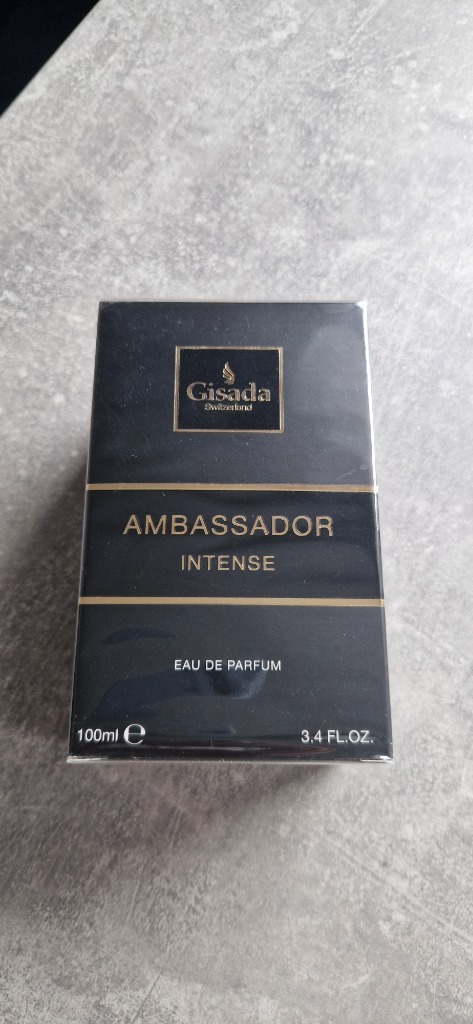 Gisada
Switzerland
AMBASSADOR
INTENSE
EAU DE PARFUM
100ml ℮
3.4 FL.OZ.